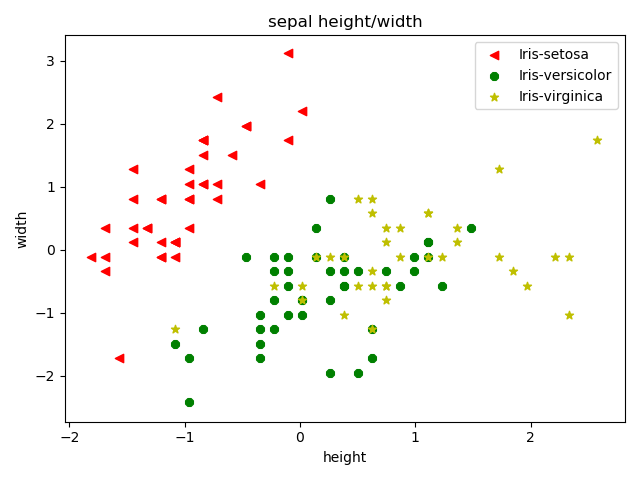 sepal height/width
Iris-setosa
Iris-versicolor
Iris-virginica
width
3
2
1
0
−1
−2
−2
−1
0
1
2
height